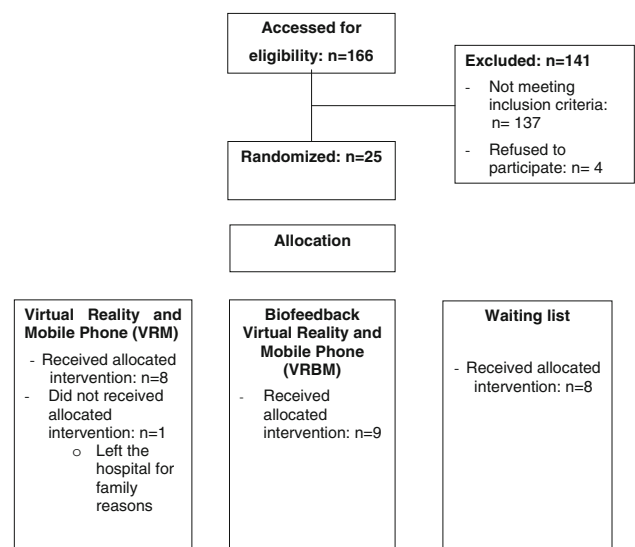 Accessed for
eligibility: n=166
Excluded: n=141
- Not meeting
inclusion criteria:
n= 137
- Refused to
participate: n= 4
Randomized: n=25
Allocation
Virtual Reality and
Mobile Phone (VRM)
- Received allocated
intervention: n=8
- Did not received
allocated
intervention: n=1
o Left the
hospital for
family
reasons
Biofeedback
Virtual Reality and
Mobile Phone
(VRBM)
- Received
allocated
intervention: n=9
Waiting list
- Received allocated
intervention: n=8